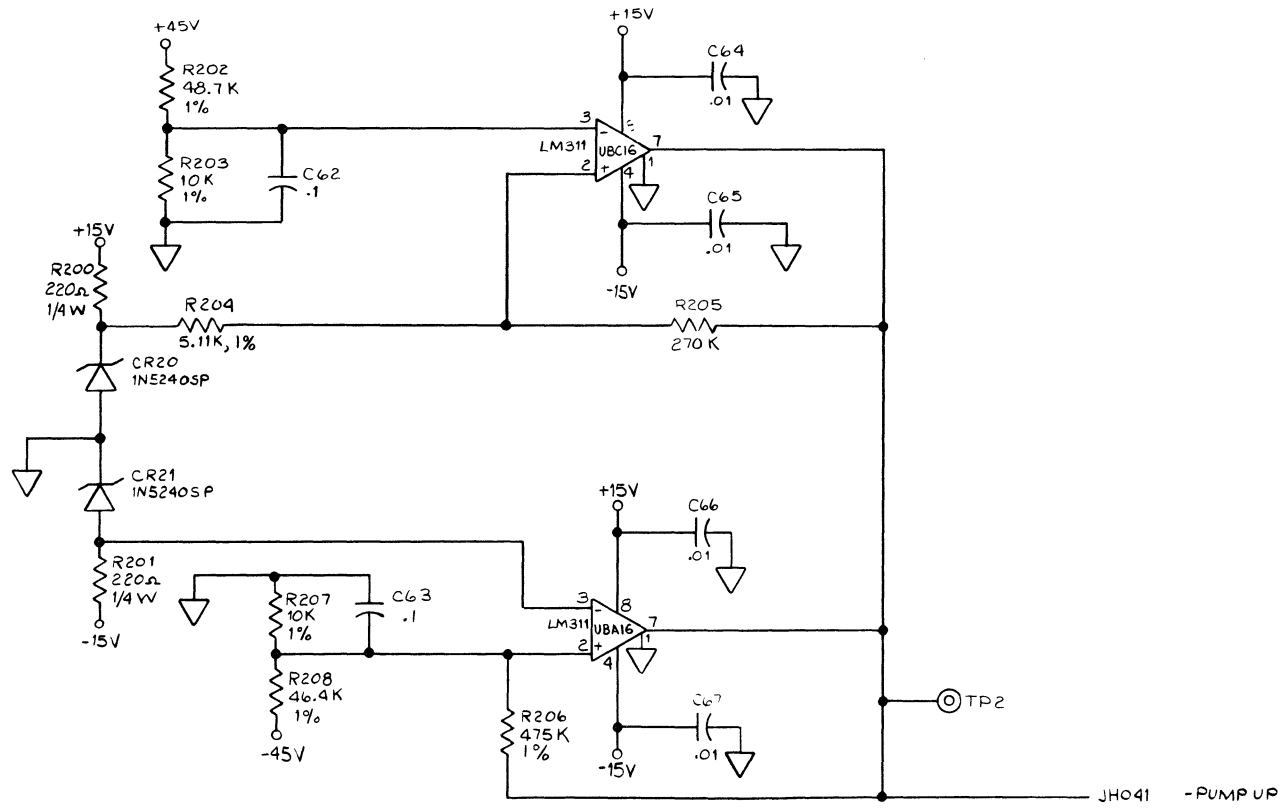 +45V
R202
48.7K
1%
R203
10K
1%
C62
.1
+15V
C64
.01
3
-
LM311
UBC16
7
2
+
4
1
C65
.01
-15V
+15V
R200
220Ω
1/4W
R204
5.11K, 1%
R205
270K
CR20
1N5240SP
CR21
1N5240SP
+15V
C66
.01
R201
220Ω
1/4W
-15V
R207
10K
1%
C63
.1
3
-
8
LM311
UBA16
7
2
+
4
1
R208
46.4K
1%
-45V
R206
475K
1%
C67
.01
-15V
TP2
JH041 -PUMP UP